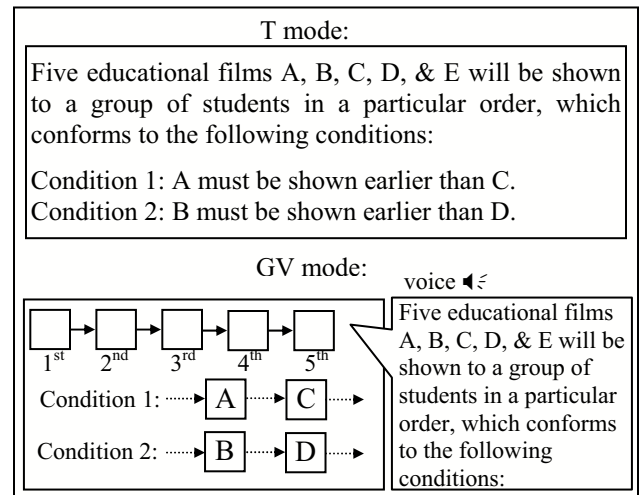 T mode:
Five educational films A, B, C, D, & E will be shown
to a group of students in a particular order, which
conforms to the following conditions:
Condition 1: A must be shown earlier than C.
Condition 2: B must be shown earlier than D.
GV mode:
voice
1st 2nd 3rd 4th 5th
Condition 1: A C
Condition 2: B D
Five educational films
A, B, C, D, & E will be
shown to a group of
students in a particular
order, which conforms
to the following
conditions: